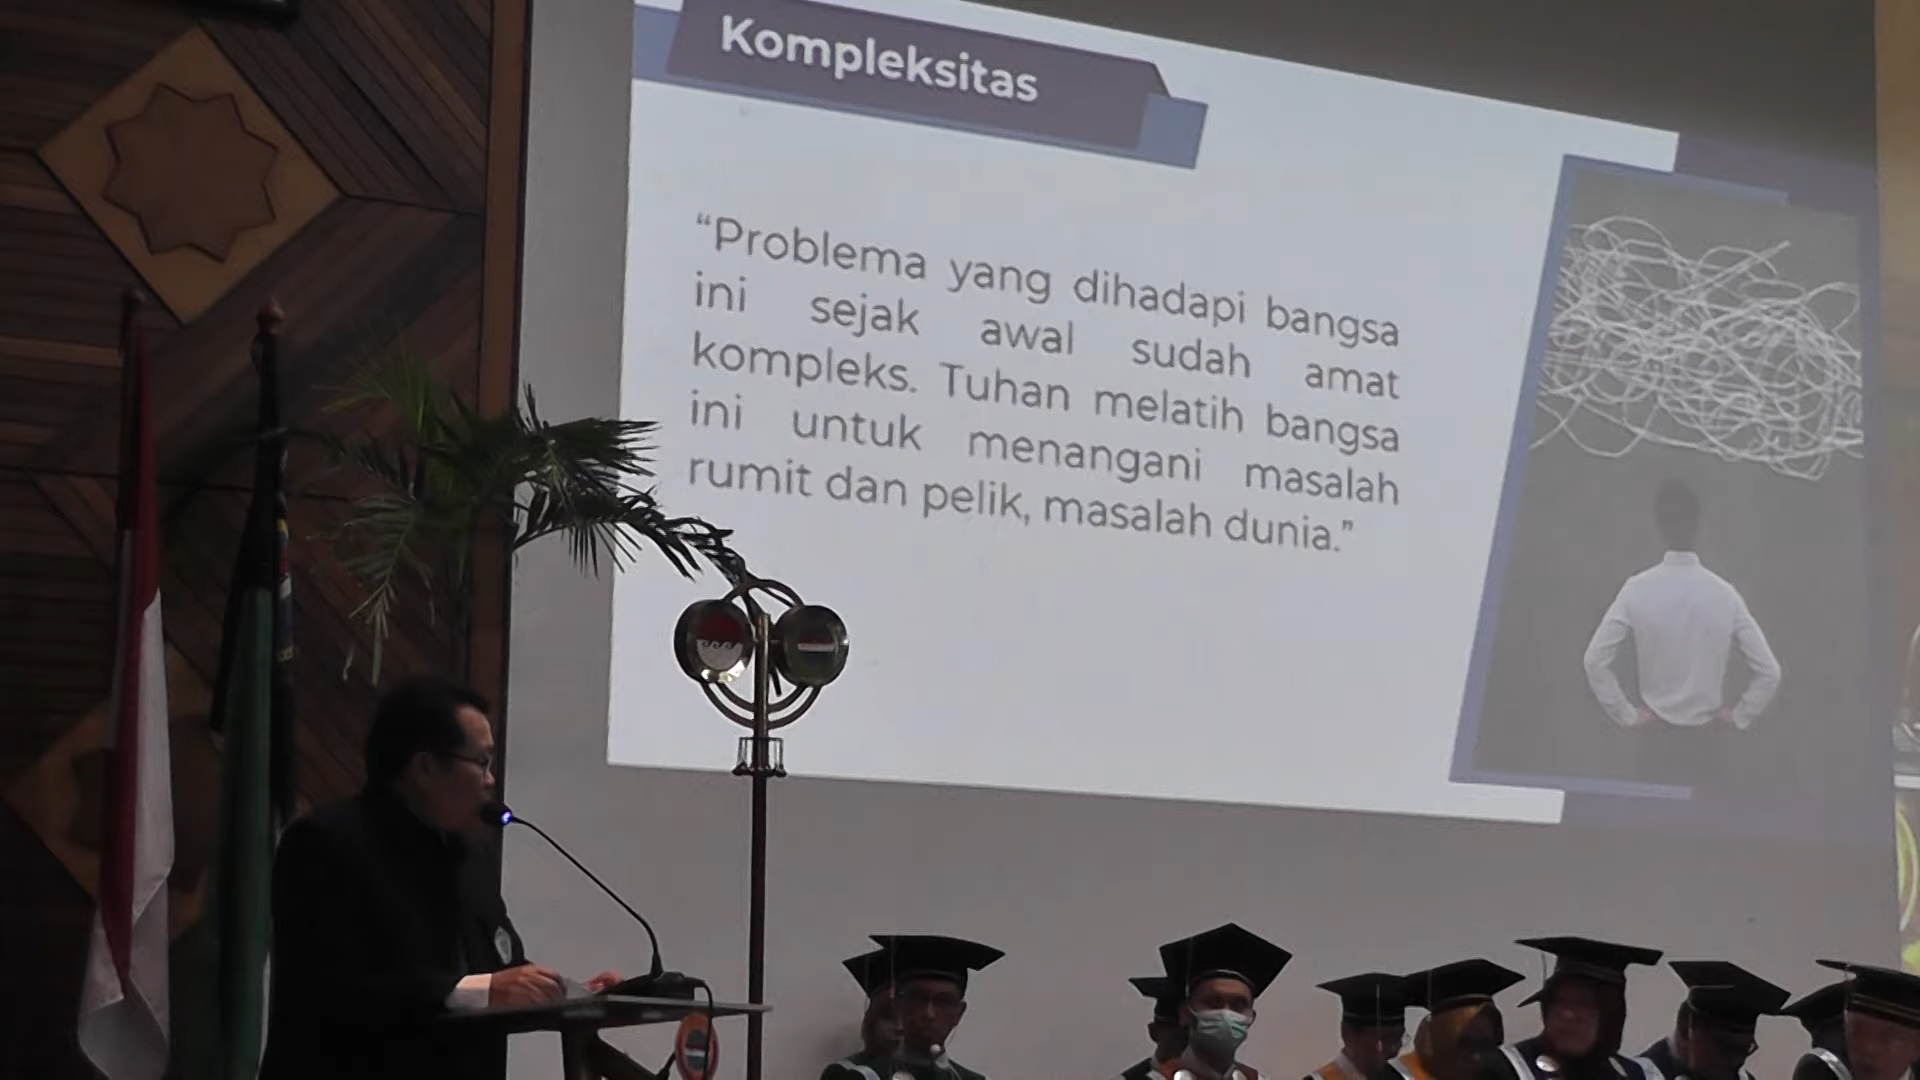 Kompleksitas
“Problema yang dihadapi bangsa
ini sejak awal sudah amat
kompleks. Tuhan melatih bangsa
ini untuk menangani masalah
rumit dan pelik, masalah dunia.”